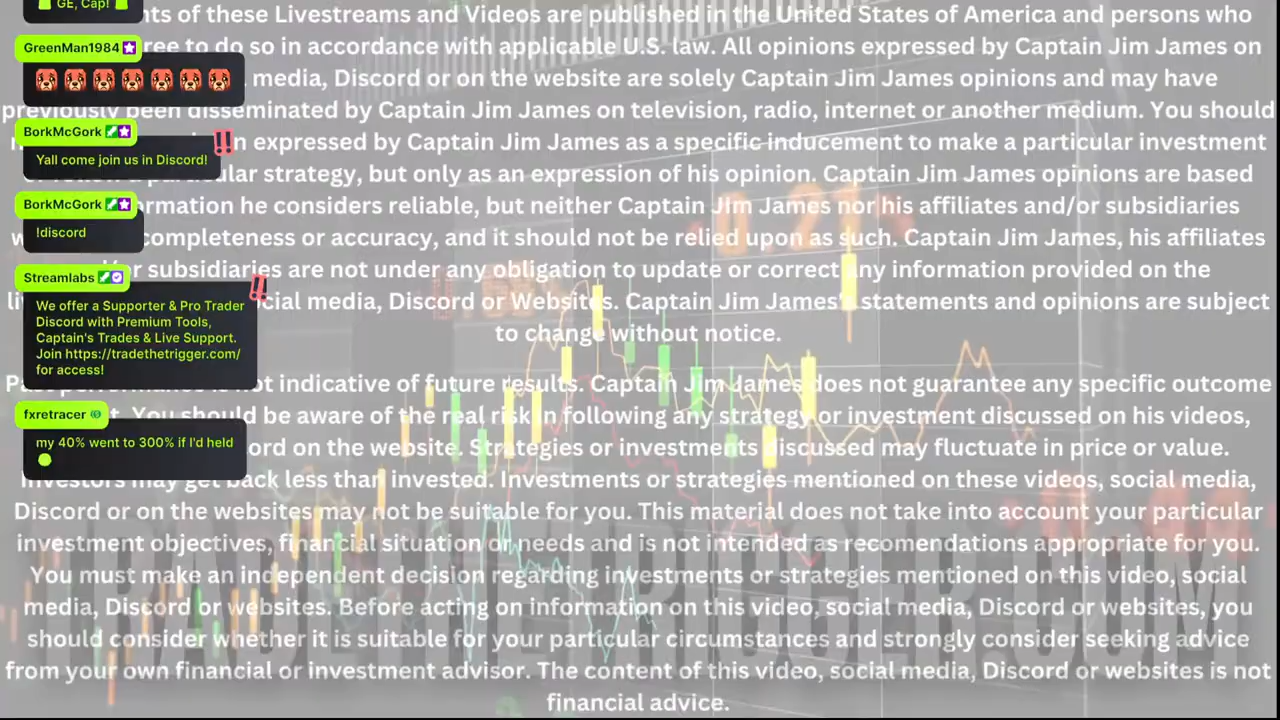 GE, Cap!
nts of these Livestreams and Videos are published in the United States of America and persons who
GreenMan1984
ree to do so in accordance with applicable U.S. law. All opinions expressed by Captain Jim James on
media, Discord or on the website are solely Captain Jim James opinions and may have
previously been disseminated by Captain Jim James on television, radio, internet or another medium. You should
BorkMcGork
n expressed by Captain Jim James as a specific inducement to make a particular investment
Yall come join us in Discord!
ular strategy, but only as an expression of his opinion. Captain Jim James opinions are based
BorkMcGork
ormation he considers reliable, but neither Captain JIm James nor his affiliates and/or subsidiaries
!discord
completeness or accuracy, and it should not be relied upon as such. Captain Jim James, his affiliates
Streamlabs
/or subsidiaries are not under any obligation to update or correct any information provided on the
We offer a Supporter & Pro Trader
Discord with Premium Tools,
Captain's Trades & Live Support.
Join https://tradethetrigger.com/
for access!
cial media, Discord or Websites. Captain Jim James's statements and opinions are subject
to change without notice.
not indicative of future results. Captain Jim James does not guarantee any specific outcome
fxretracer
t. You should be aware of the real risk in following any strategy or investment discussed on his videos,
my 40% went to 300% if I'd held
cord on the website. Strategies or investments discussed may fluctuate in price or value.
Investors may get back less than invested. Investments or strategies mentioned on these videos, social media,
Discord or on the websites may not be suitable for you. This material does not take into account your particular
investment objectives, financial situation or needs and is not intended as recomendations appropriate for you.
You must make an independent decision regarding investments or strategies mentioned on this video, social
media, Discord or websites. Before acting on information on this video, social media, Discord or websites, you
should consider whether it is suitable for your particular circumstances and strongly consider seeking advice
from your own financial or investment advisor. The content of this video, social media, Discord or websites is not
financial advice.
TRADETHETRIGGER.COM